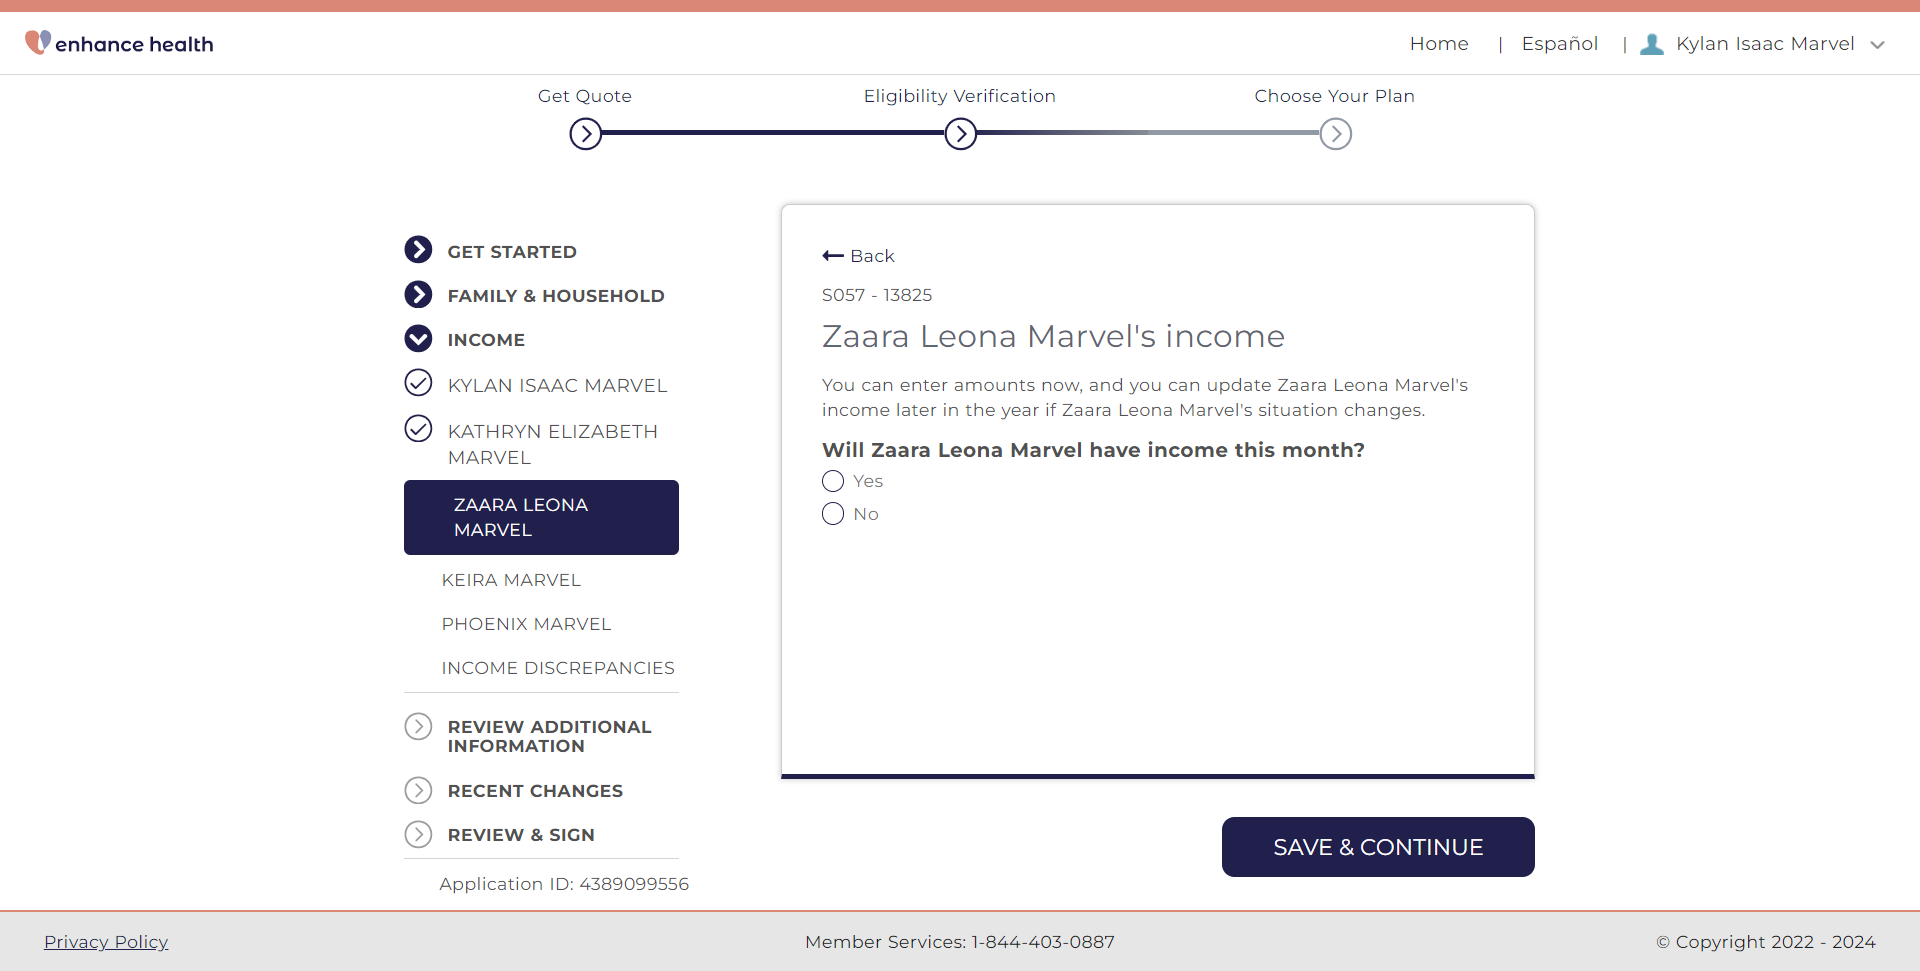 enhance health
Home | Español | Kylan Isaac Marvel
Get Quote
Eligibility Verification
Choose Your Plan
GET STARTED
FAMILY & HOUSEHOLD
INCOME
KYLAN ISAAC MARVEL
KATHRYN ELIZABETH
MARVEL
ZAARA LEONA
MARVEL
KEIRA MARVEL
PHOENIX MARVEL
INCOME DISCREPANCIES
REVIEW ADDITIONAL
INFORMATION
RECENT CHANGES
REVIEW & SIGN
Application ID: 4389099556
Back
S057 - 13825
Zaara Leona Marvel's income
You can enter amounts now, and you can update Zaara Leona Marvel's
income later in the year if Zaara Leona Marvel's situation changes.
Will Zaara Leona Marvel have income this month?
Yes
No
SAVE & CONTINUE
Privacy Policy
Member Services: 1-844-403-0887
© Copyright 2022 - 2024